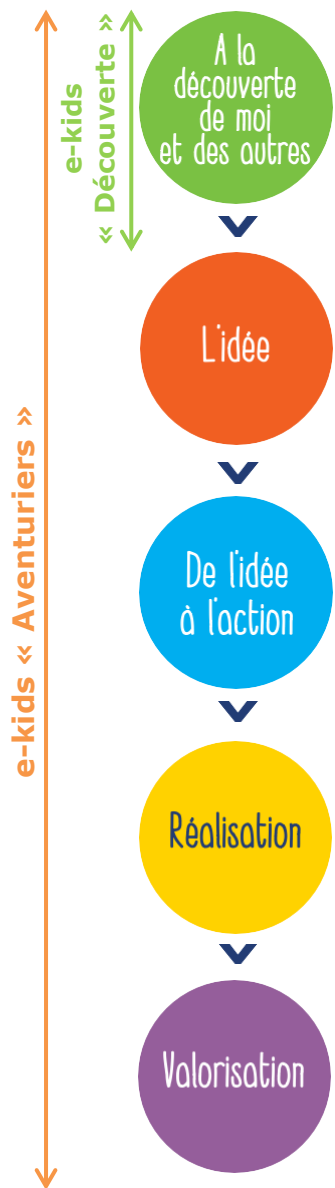 e-kids « Aventuriers »
e-kids
« Découverte »
A la
découverte
de moi
et des autres
L'idée
De l'idée
à l'action
Réalisation
Valorisation